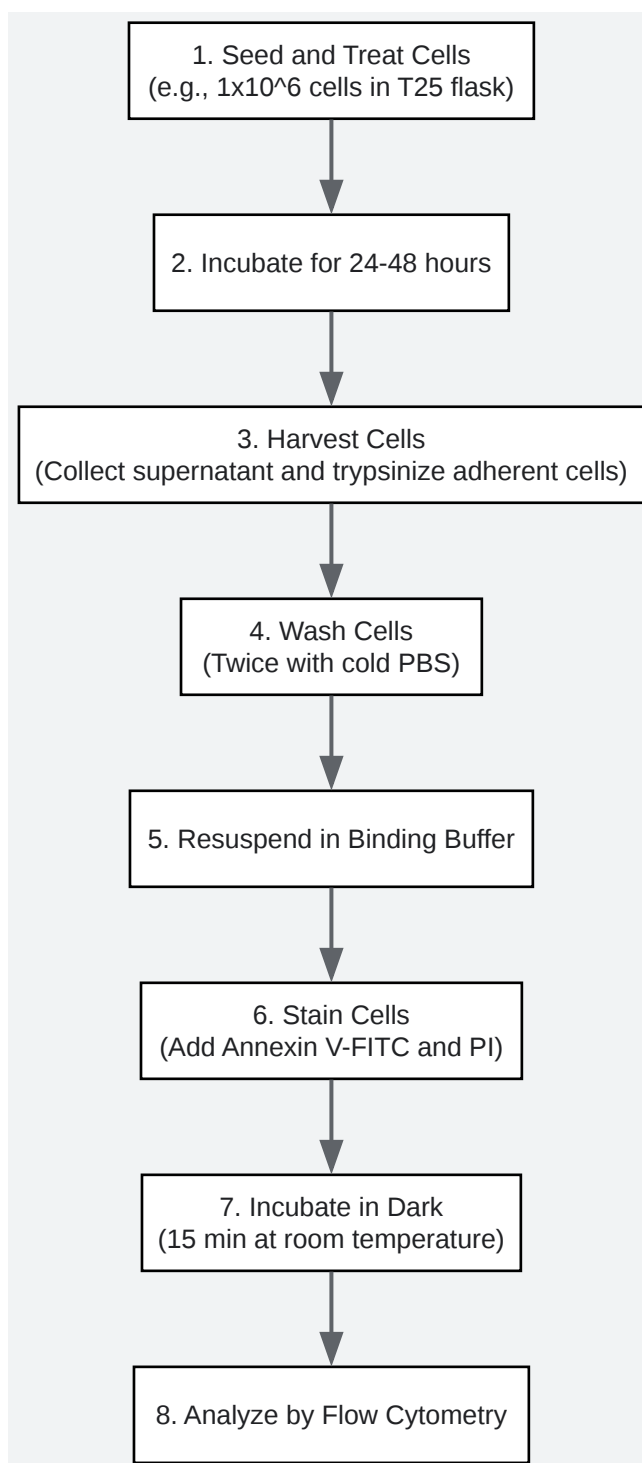 1. Seed and Treat Cells
(e.g., 1x10^6 cells in T25 flask)
2. Incubate for 24-48 hours
3. Harvest Cells
(Collect supernatant and trypsinize adherent cells)
4. Wash Cells
(Twice with cold PBS)
5. Resuspend in Binding Buffer
6. Stain Cells
(Add Annexin V-FITC and PI)
7. Incubate in Dark
(15 min at room temperature)
8. Analyze by Flow Cytometry